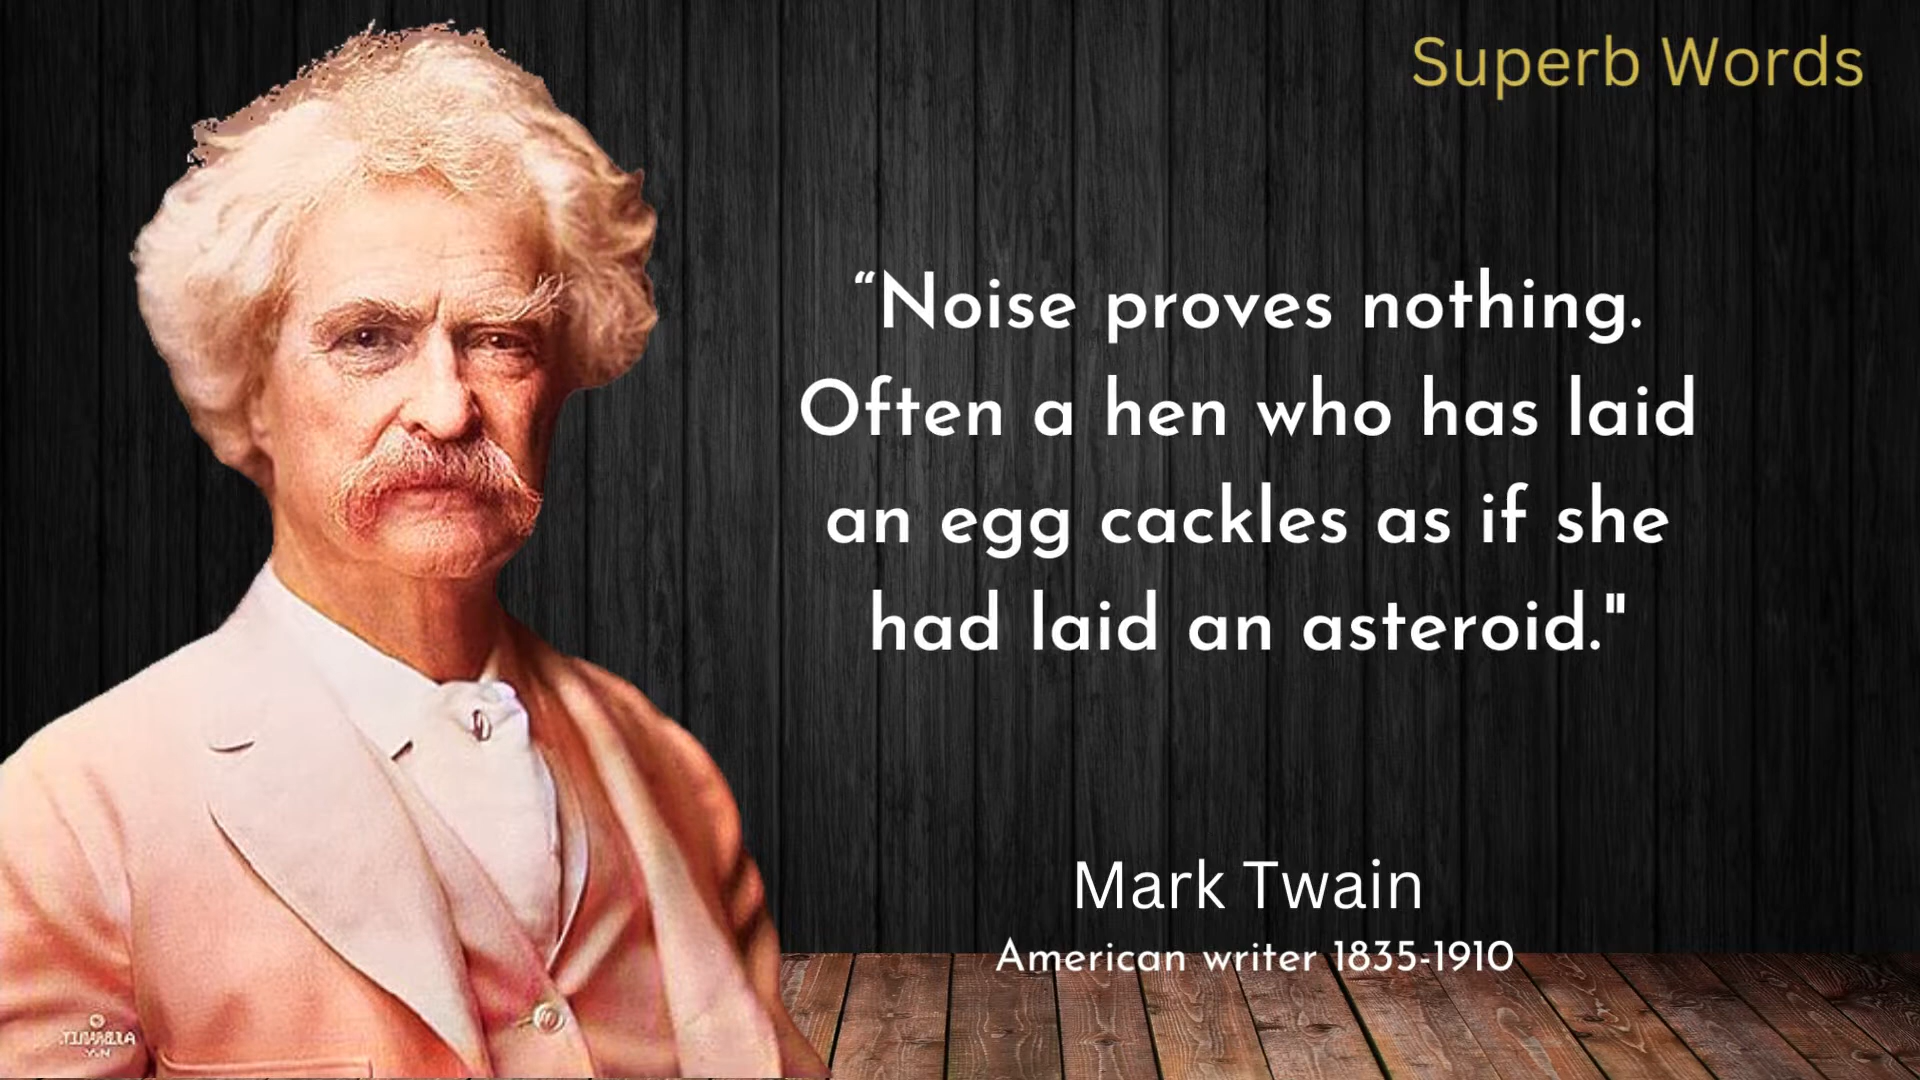 Superb Words
“Noise proves nothing.
Often a hen who has laid
an egg cackles as if she
had laid an asteroid."
Mark Twain
American writer 1835-1910